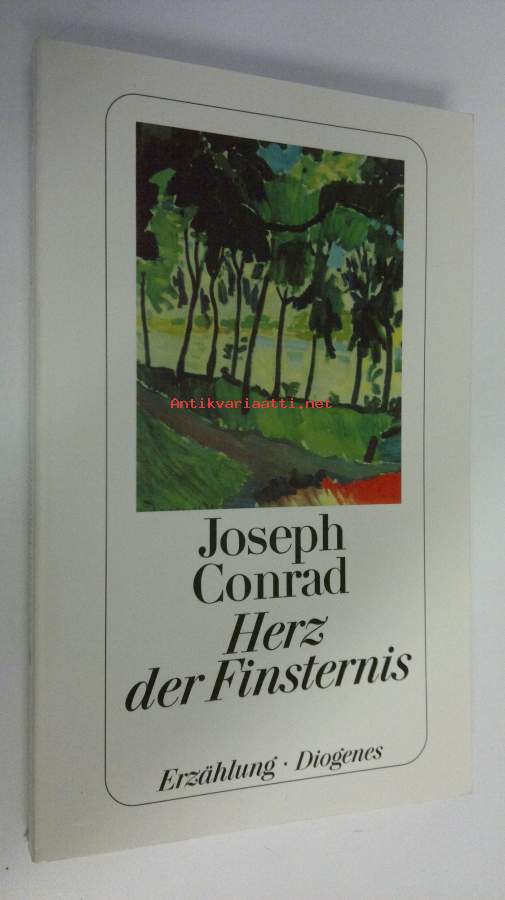 Antikvariaatti.net
Joseph
Conrad
Herz
der Finsternis
Erzählung · Diogenes